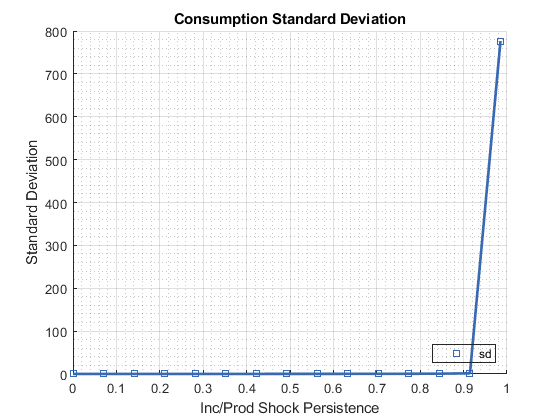 Consumption Standard Deviation
800
700
600
500
400
300
200
100
0
Standard Deviation
sd
0 0.1 0.2 0.3 0.4 0.5 0.6 0.7 0.8 0.9 1
Inc/Prod Shock Persistence